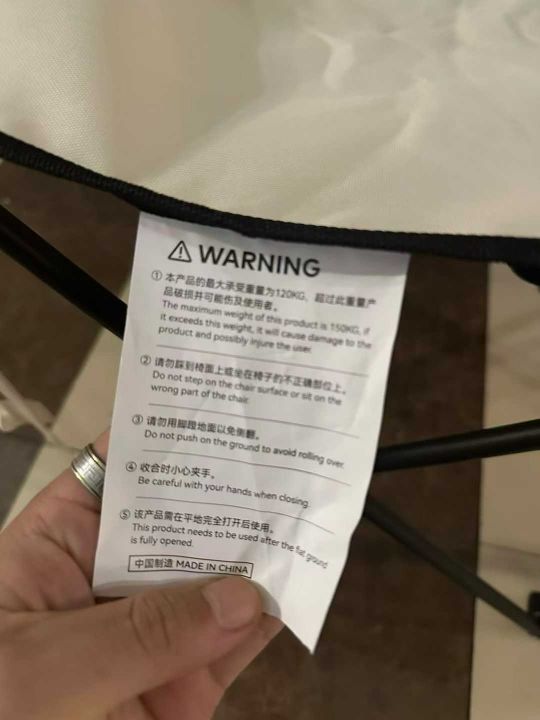 ⚠ WARNING
① 本产品的最大承受重量为120KG, 超过此重量产
品破损并可能伤及使用者。
The maximum weight of this product is 150KG, if
it exceeds this weight, it will cause damage to the
product and possibly injure the user.
② 请勿踩到椅面上或坐在椅子的不正确部位上。
Do not step on the chair surface or sit on the
wrong part of the chair.
③ 请勿用脚蹬地面以免侧翻。
Do not push on the ground to avoid rolling over.
④ 收合时小心夹手。
Be careful with your hands when closing.
⑤ 该产品需在平地完全打开后使用。
This product needs to be used after the flat ground
is fully opened.
中国制造 MADE IN CHINA